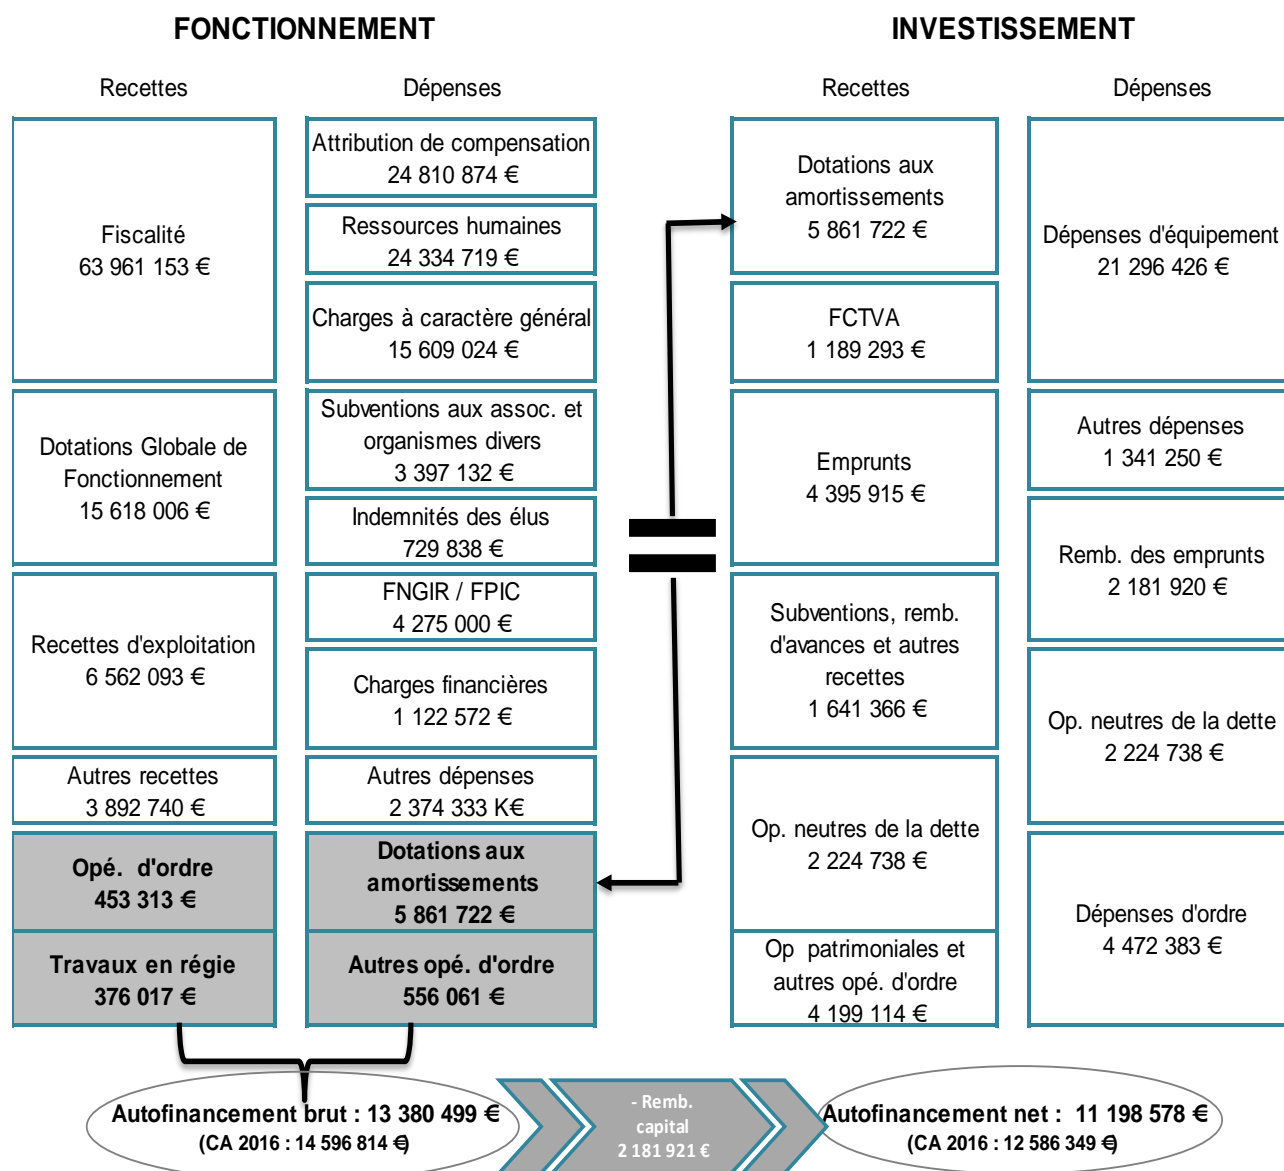 FONCTIONNEMENT
INVESTISSEMENT
Recettes
Dépenses
Recettes
Dépenses
Fiscalité
63 961 153 €
Dotations Globale de
Fonctionnement
15 618 006 €
Recettes d'exploitation
6 562 093 €
Autres recettes
3 892 740 €
Opé. d'ordre
453 313 €
Travaux en régie
376 017 €
Attribution de compensation
24 810 874 €
Ressources humaines
24 334 719 €
Charges à caractère général
15 609 024 €
Subventions aux assoc. et
organismes divers
3 397 132 €
Indemnités des élus
729 838 €
FNGIR / FPIC
4 275 000 €
Charges financières
1 122 572 €
Autres dépenses
2 374 333 K€
Dotations aux
amortissements
5 861 722 €
Autres opé. d'ordre
556 061 €
Dotations aux
amortissements
5 861 722 €
FCTVA
1 189 293 €
Emprunts
4 395 915 €
Subventions, remb.
d'avances et autres
recettes
1 641 366 €
Op. neutres de la dette
2 224 738 €
Op patrimoniales et
autres opé. d'ordre
4 199 114 €
Dépenses d'équipement
21 296 426 €
Autres dépenses
1 341 250 €
Remb. des emprunts
2 181 920 €
Op. neutres de la dette
2 224 738 €
Dépenses d'ordre
4 472 383 €
Autofinancement brut : 13 380 499 €
(CA 2016 : 14 596 814 €)
- Remb.
capital
2 181 921 €
Autofinancement net : 11 198 578 €
(CA 2016 : 12 586 349 €)